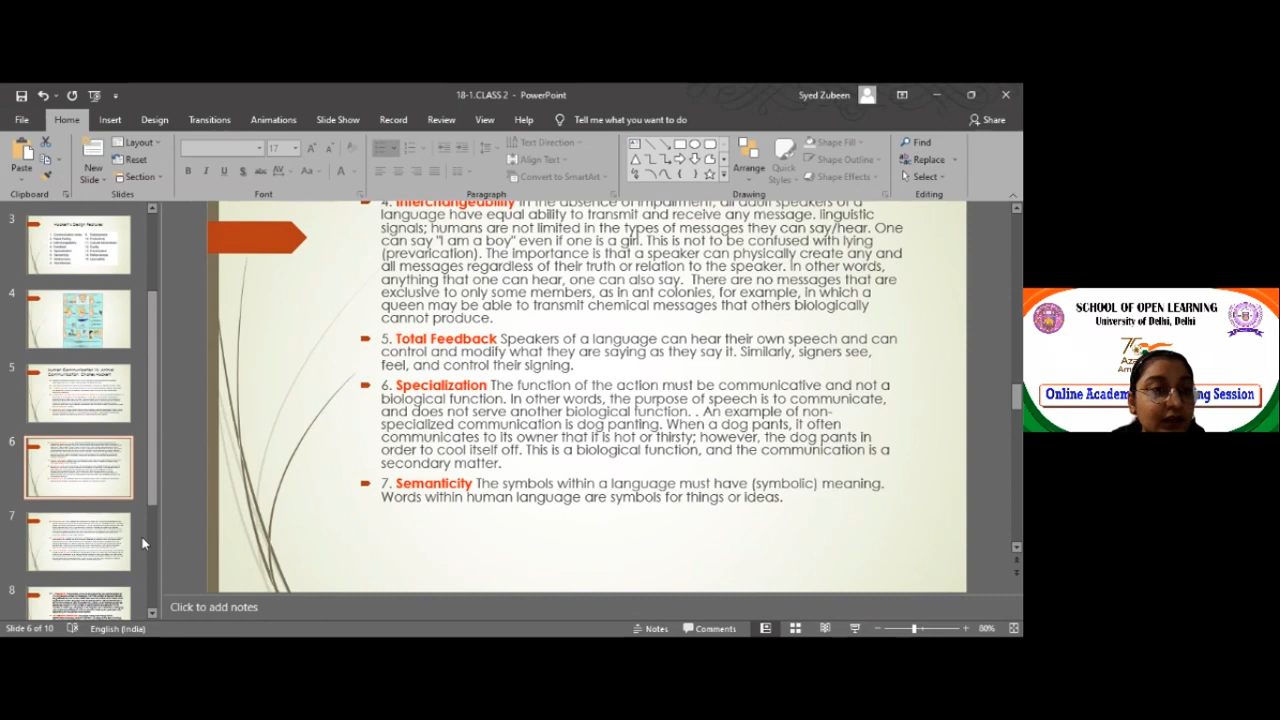 18-1.CLASS 2 - PowerPoint
Syed Zubeen
File Home Insert Design Transitions Animations Slide Show Record Review View Help Tell me what you want to do
Share
Paste
New
Slide
Layout
Reset
Section
17
B I U S
Text Direction
Align Text
Convert to SmartArt
Arrange
Quick
Styles
Shape Fill
Shape Outline
Shape Effects
Find
Replace
Select
Clipboard Slides Font Paragraph Drawing Editing
3
Hockett's Design Features
4
5
Human Communication Vs Animal
6
7
8
4. Interchangeability In the absence of impairment, all adult speakers of a
language have equal ability to transmit and receive any message. linguistic
signals; humans are not limited in the types of messages they can say/hear. One
can say "I am a boy" even if one is a girl. This is not to be confused with lying
(prevarication). The importance is that a speaker can physically create any and
all messages regardless of their truth or relation to the speaker. In other words,
anything that one can hear, one can also say. There are no messages that are
exclusive to only some members, as in ant colonies, for example, in which a
queen may be able to transmit chemical messages that others biologically
cannot produce.
5. Total Feedback Speakers of a language can hear their own speech and can
control and modify what they are saying as they say it. Similarly, signers see,
feel, and control their signing.
6. Specialization The function of the action must be communicative and not a
biological function. In other words, the purpose of speech is to communicate,
and does not serve another biological function. . An example of non-
specialized communication is dog panting. When a dog pants, it often
communicates to its owner that it is hot or thirsty; however, the dog pants in
order to cool itself off. This is a biological function, and the communication is a
secondary matter.
7. Semanticity The symbols within a language must have (symbolic) meaning.
Words within human language are symbols for things or ideas.
Click to add notes
Slide 6 of 10 English (India) Notes Comments 80%
SCHOOL OF OPEN LEARNING
University of Delhi, Delhi
Online Academ ng Session